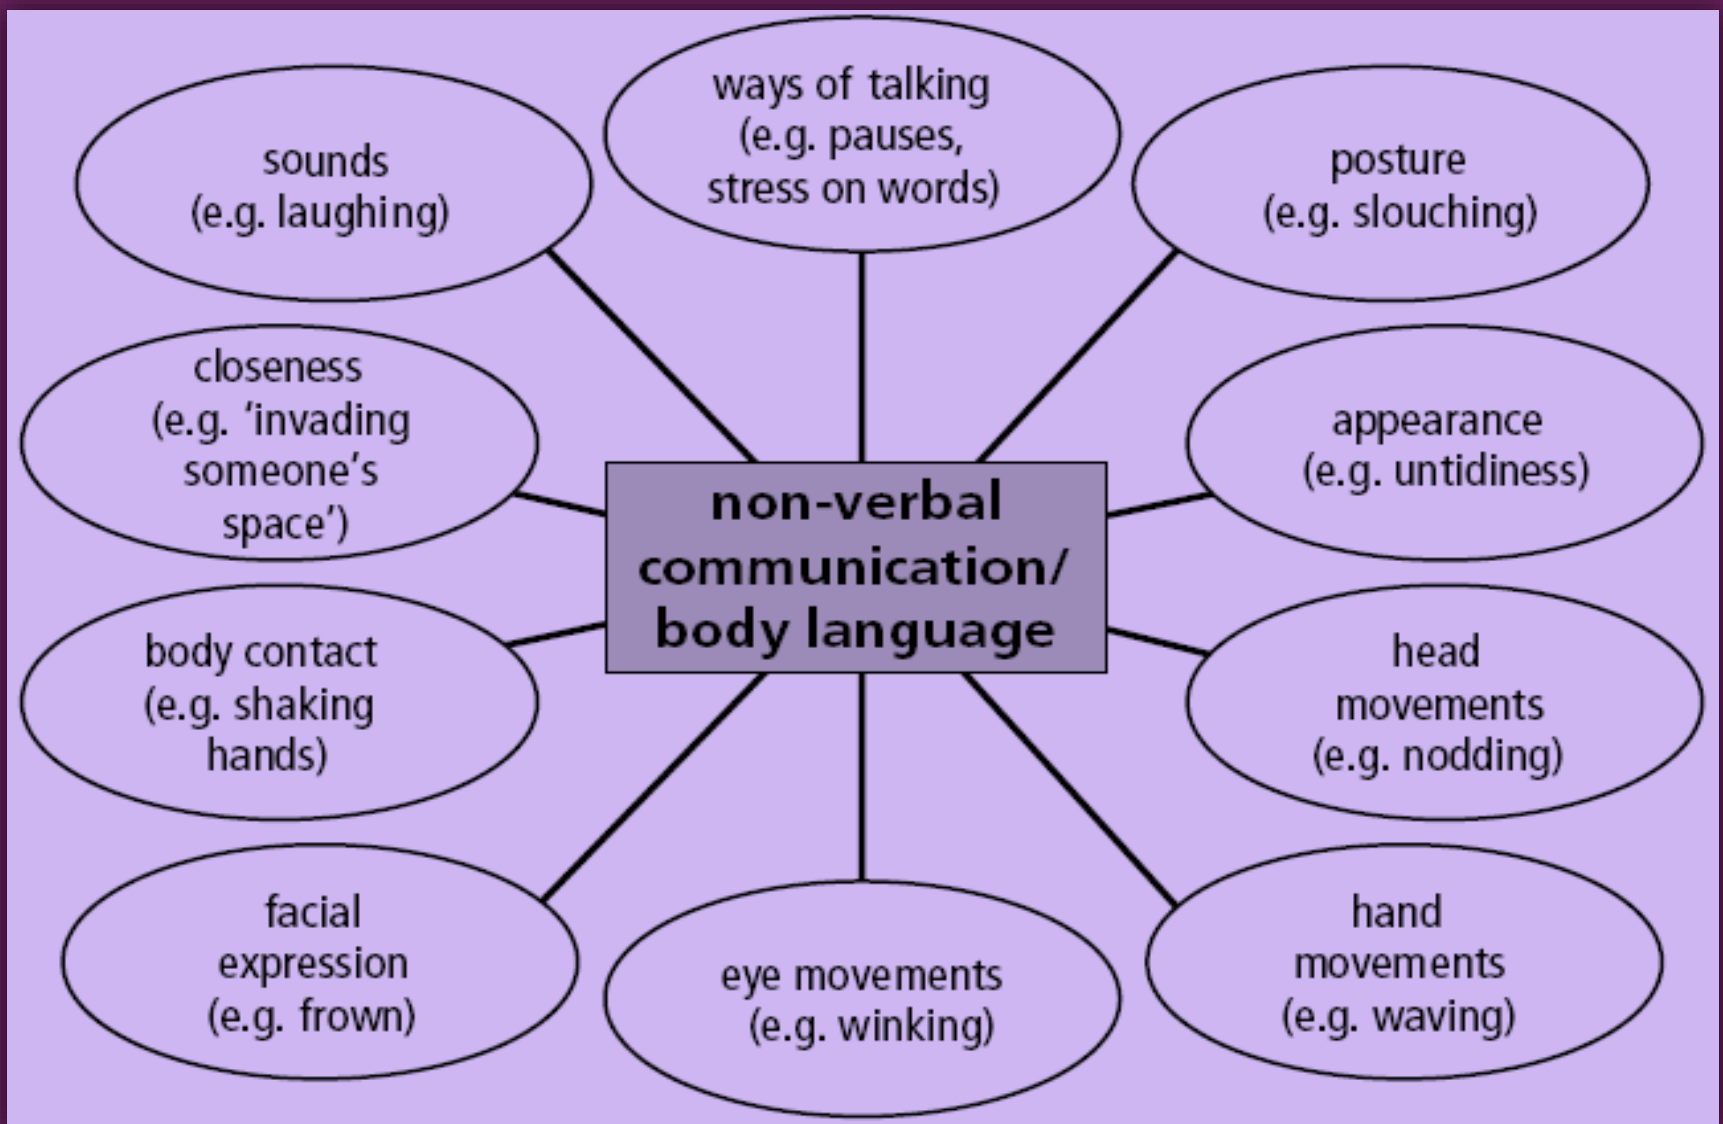 ways of talking
(e.g. pauses,
stress on words)
sounds
(e.g. laughing)
posture
(e.g. slouching)
closeness
(e.g. ‘invading
someone’s
space’)
appearance
(e.g. untidiness)
non-verbal
communication/
body language
body contact
(e.g. shaking
hands)
head
movements
(e.g. nodding)
facial
expression
(e.g. frown)
eye movements
(e.g. winking)
hand
movements
(e.g. waving)